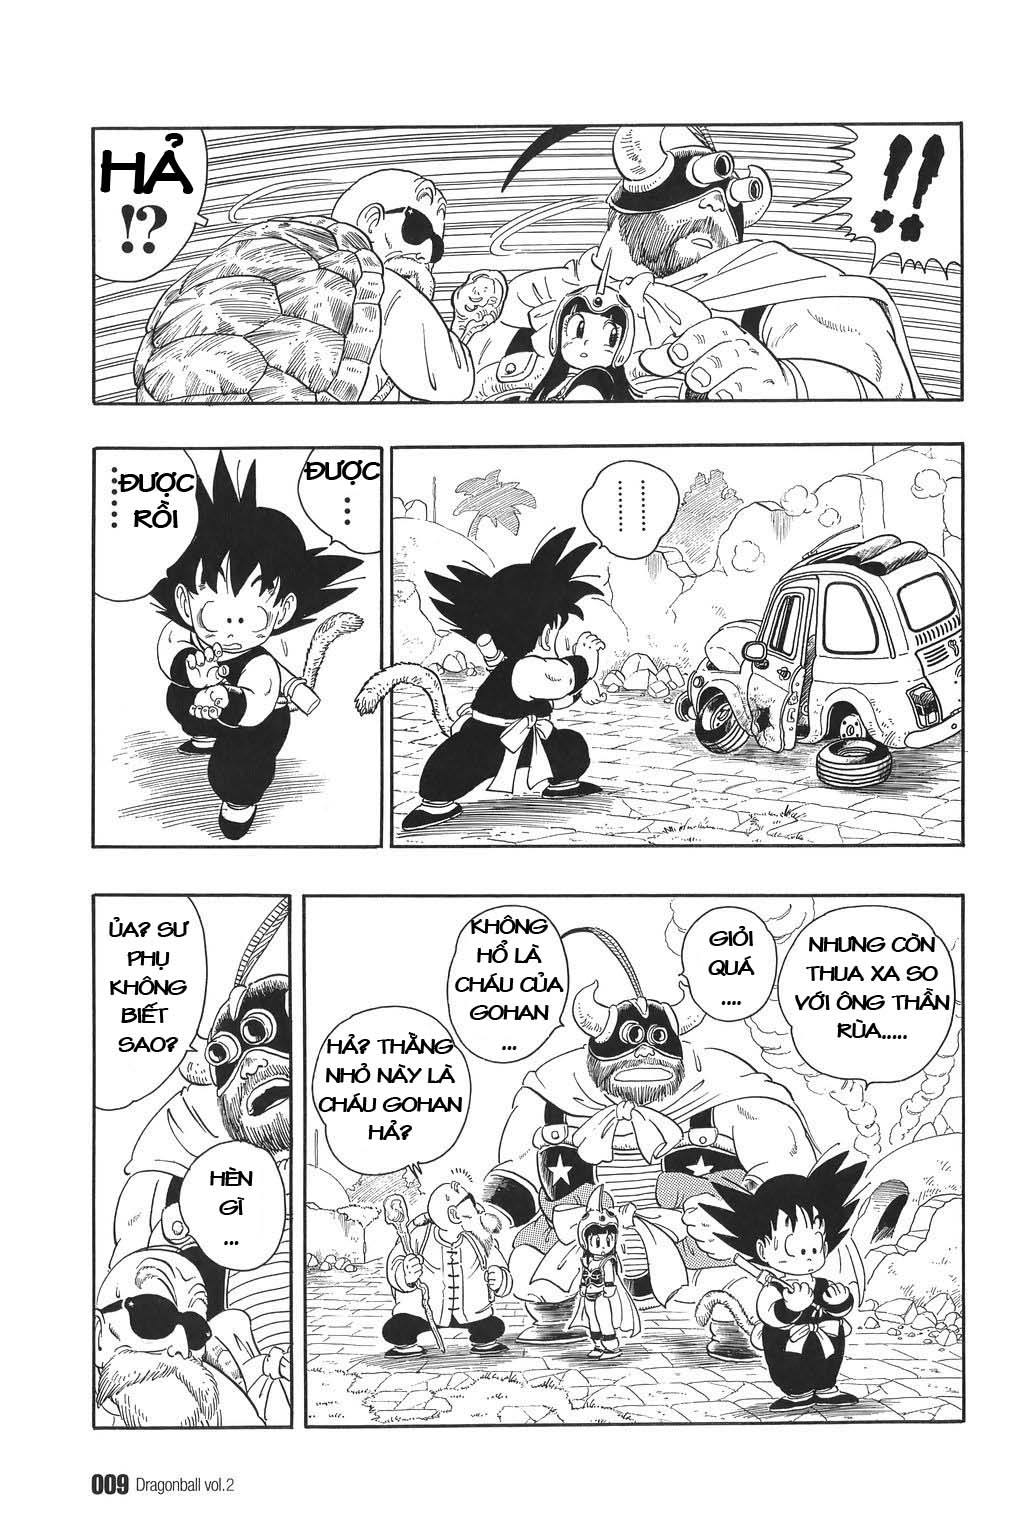 !!
HẢ
!?
......
ĐƯỢC
...
......ĐƯỢC
RỒI
NHƯNG CÒN
THUA XA SO
VỚI ÔNG THẦN
RÙA.....
GIỎI
QUÁ
....
KHÔNG
HỔ LÀ
CHÁU CỦA
GOHAN
...
HẢ? THẰNG
NHỎ NÀY LÀ
CHÁU GOHAN
HẢ?
ỦA? SƯ
PHỤ
KHÔNG
BIẾT
SAO?
HÈN
GÌ
...
009 Dragonball vol.2